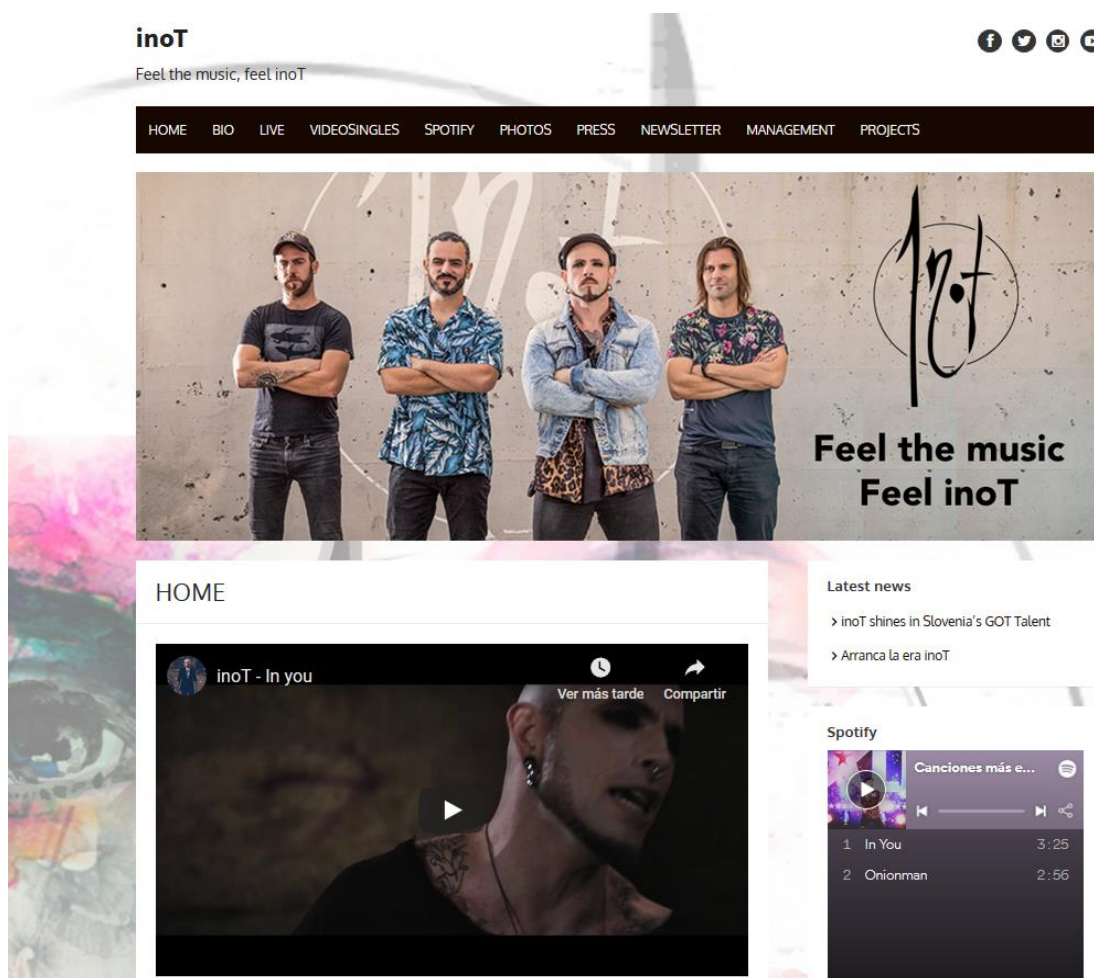 inoT
Feel the music, feel inoT
HOME BIO LIVE VIDEOSINGLES SPOTIFY PHOTOS PRESS NEWSLETTER MANAGEMENT PROJECTS
inoT
Feel the music
Feel inoT
HOME
inoT - In you
Ver más tarde Compartir
Latest news
> inoT shines in Slovenia's GOT Talent
> Arranca la era inoT
Spotify
Canciones más e...
1 In You 3:25
2 Onionman 2:56